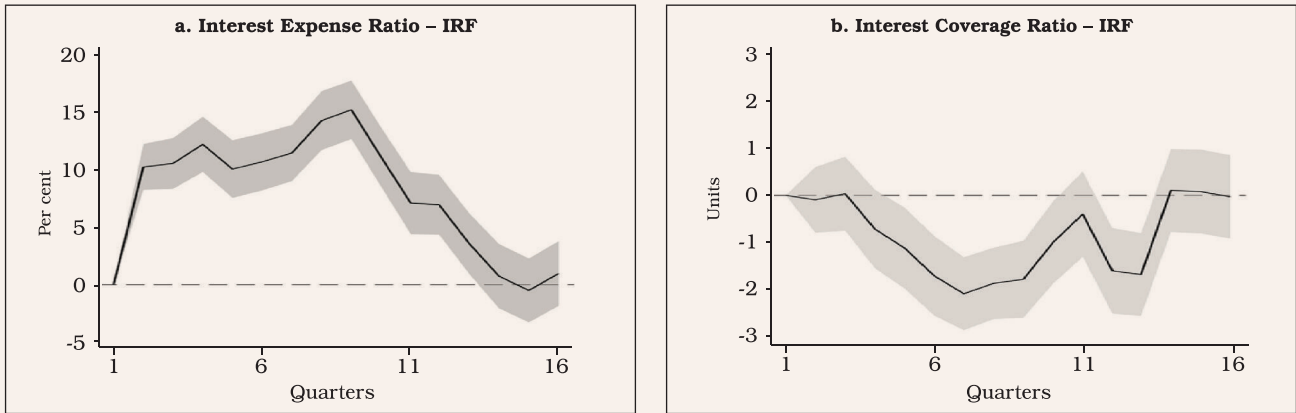 a. Interest Expense Ratio – IRF
20
15
10
5
0
-5
Per cent
1 6 11 16
Quarters
b. Interest Coverage Ratio – IRF
3
2
1
0
-1
-2
-3
Units
1 6 11 16
Quarters